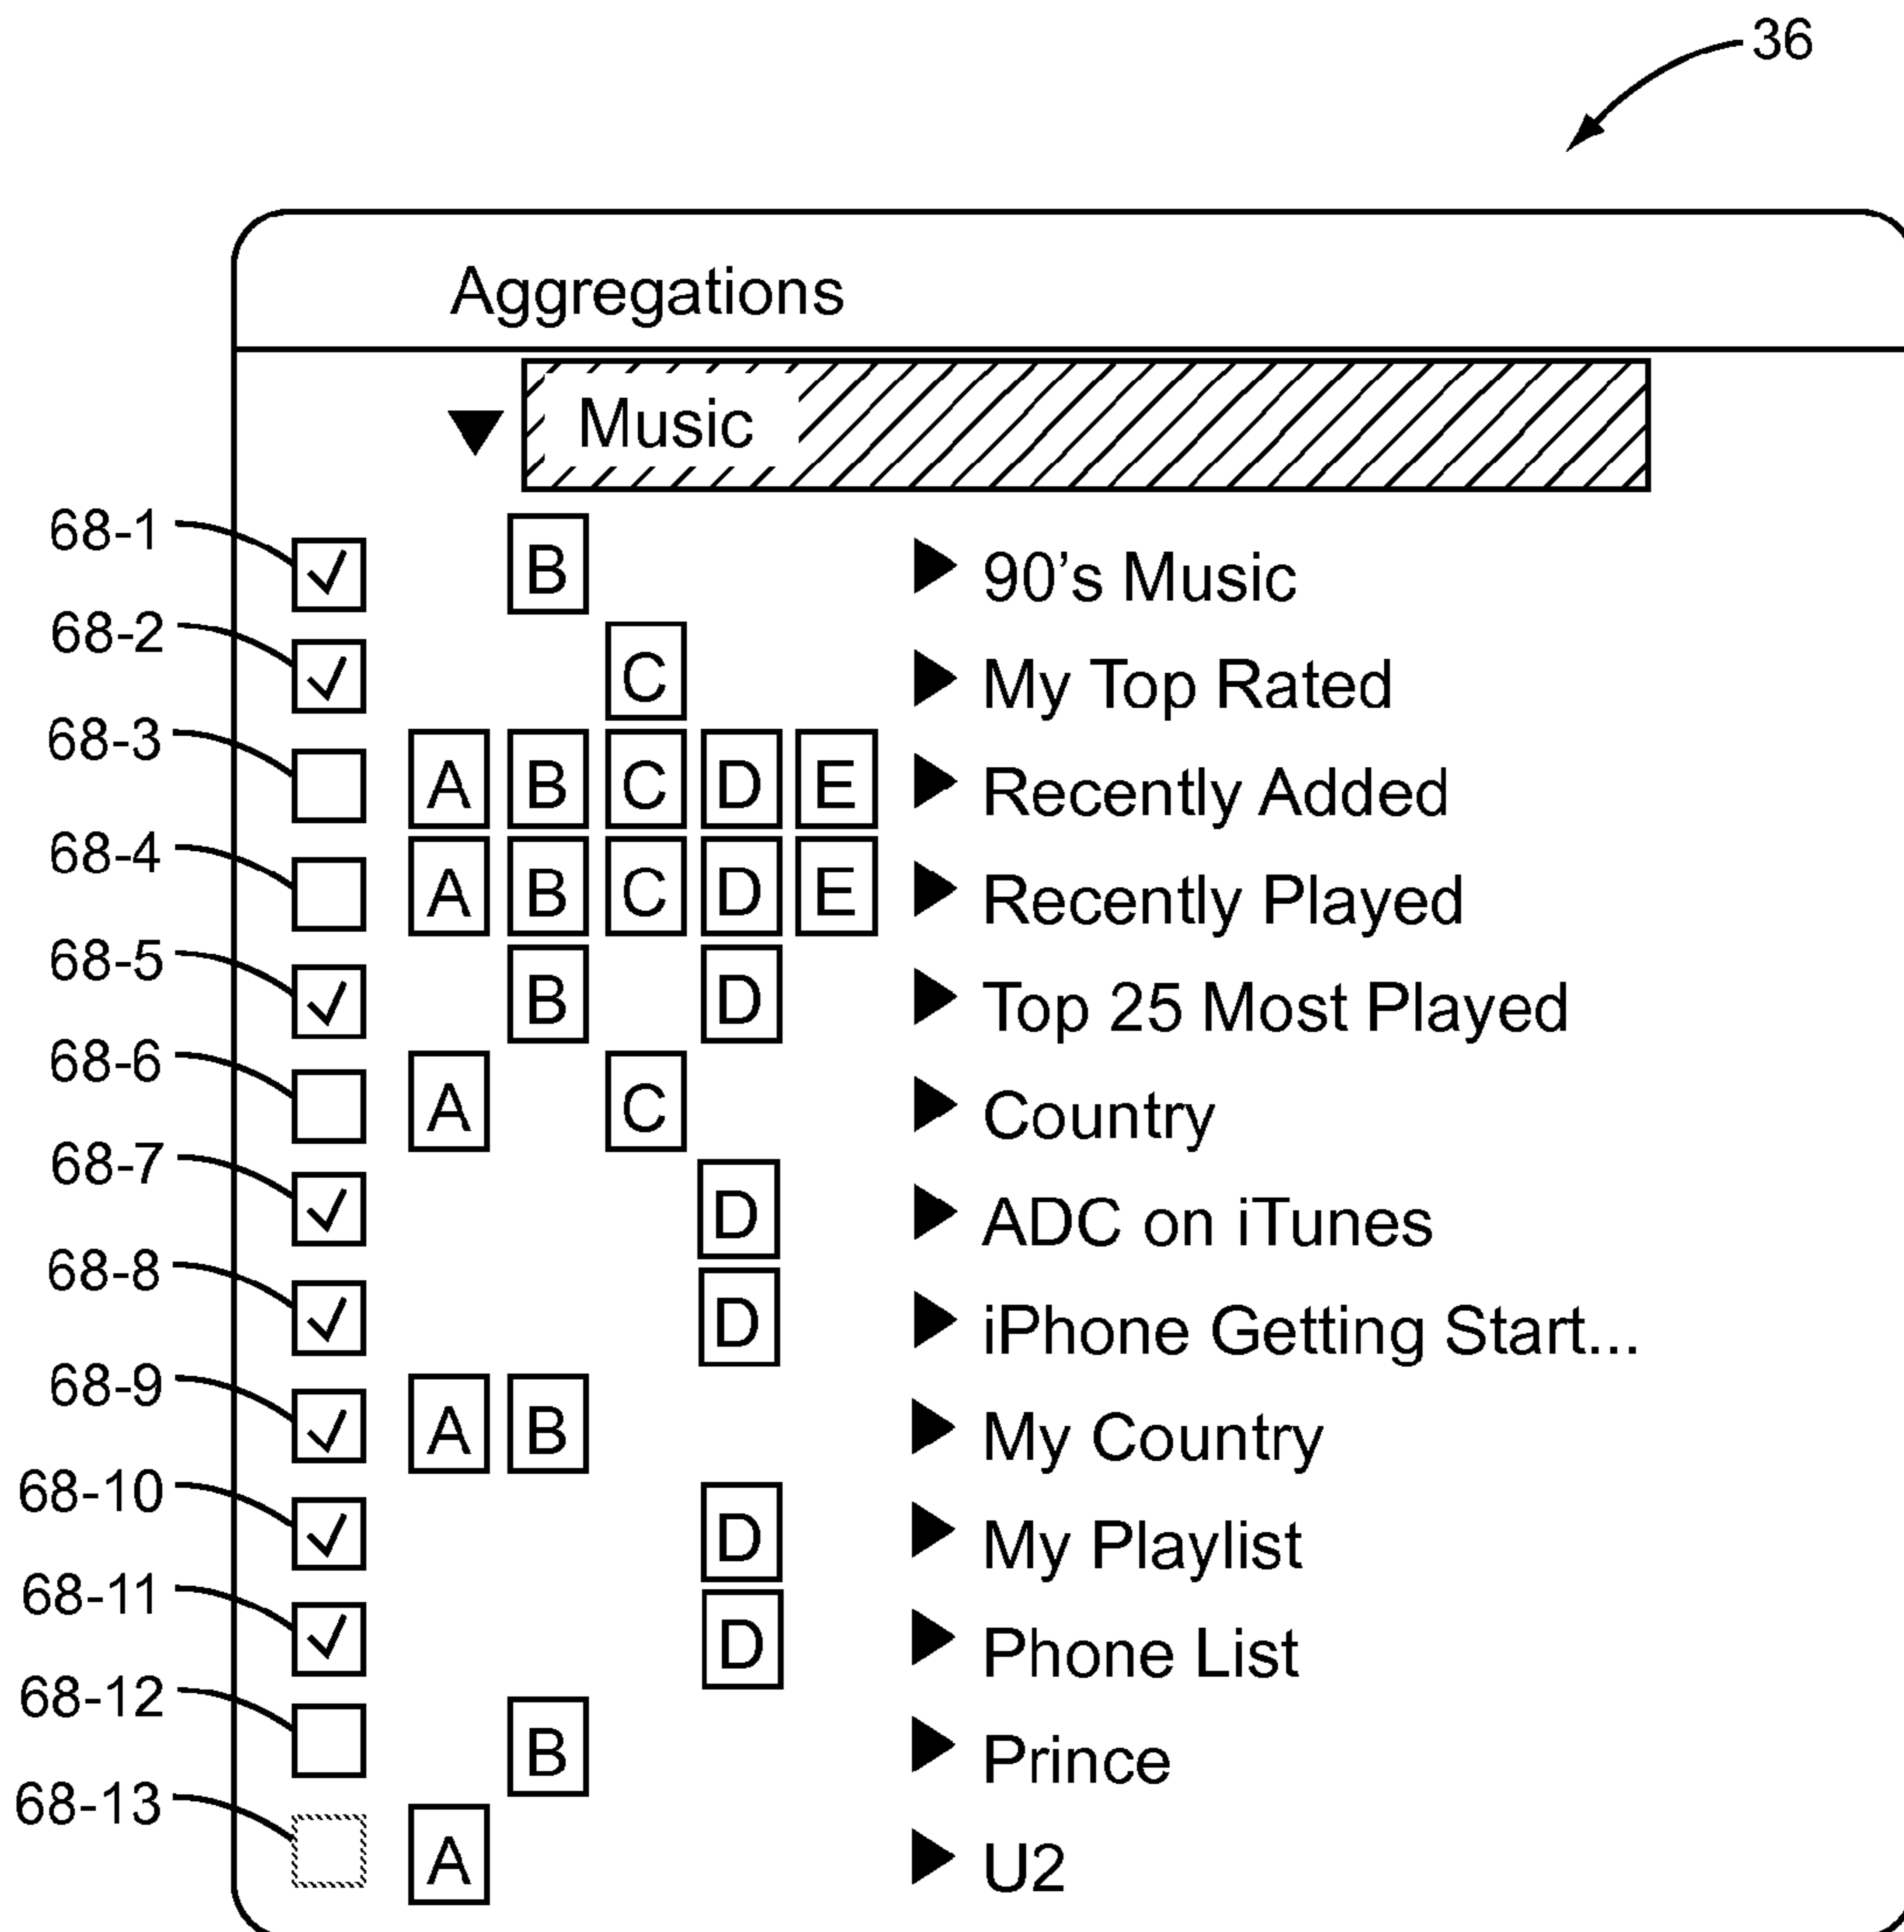 36
Aggregations
Music
68-1 B 90's Music
68-2 C My Top Rated
68-3 A B C D E Recently Added
68-4 A B C D E Recently Played
68-5 B D Top 25 Most Played
68-6 A C Country
68-7 D ADC on iTunes
68-8 D iPhone Getting Start...
68-9 A B My Country
68-10 D My Playlist
68-11 D Phone List
68-12 B Prince
68-13 A U2